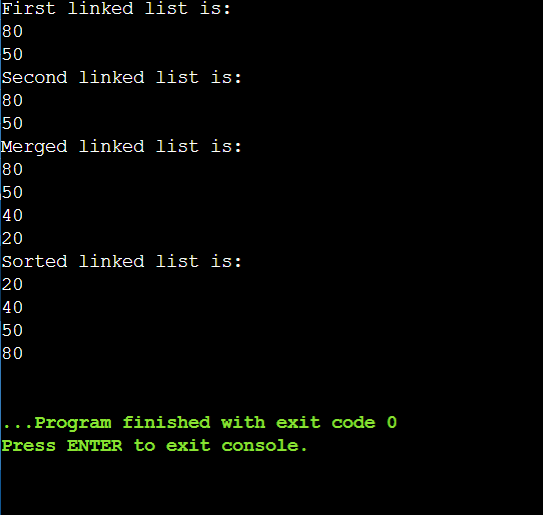 First linked list is:
80
50
Second linked list is:
80
50
Merged linked list is:
80
50
40
20
Sorted linked list is:
20
40
50
80
...Program finished with exit code 0
Press ENTER to exit console.